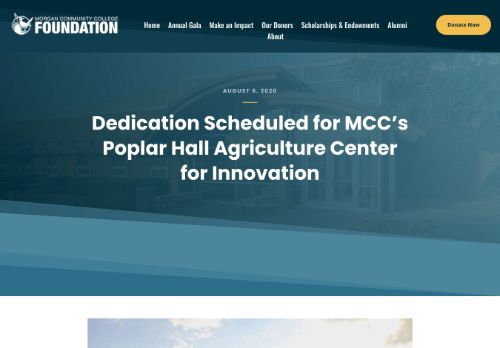 MORGAN COMMUNITY COLLEGE
FOUNDATION
Home Annual Gala Make an Impact Our Donors Scholarships & Endowments Alumni
About
Donate Now
AUGUST 6, 2020
Dedication Scheduled for MCC’s
Poplar Hall Agriculture Center
for Innovation